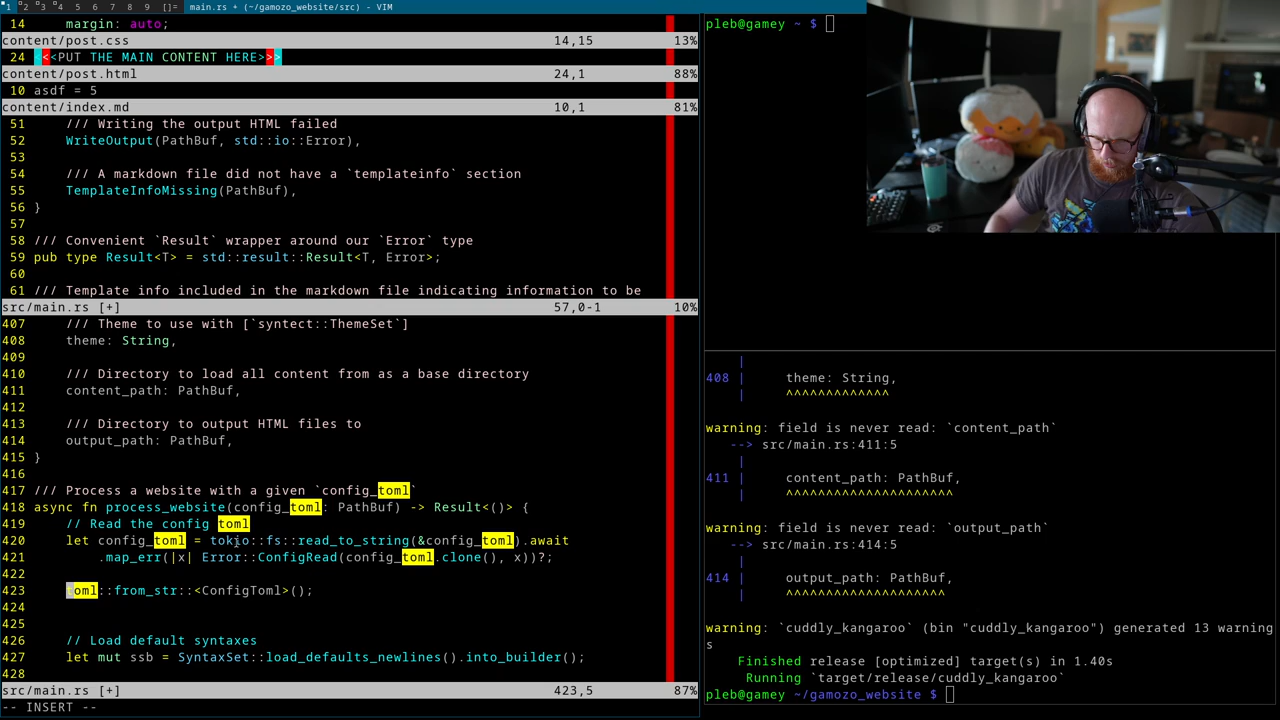 1 2 3 4 5 6 7 8 9 []= main.rs + (~/gamozo_website/src) - VIM
14     margin: auto;
content/post.css 14,15 13%
24 <<<PUT THE MAIN CONTENT HERE>>>
content/post.html 24,1 88%
10 asdf = 5
content/index.md 10,1 81%
51     /// Writing the output HTML failed
52     WriteOutput(PathBuf, std::io::Error),
53
54     /// A markdown file did not have a `templateinfo` section
55     TemplateInfoMissing(PathBuf),
56 }
57
58 /// Convenient `Result` wrapper around our `Error` type
59 pub type Result<T> = std::result::Result<T, Error>;
60
61 /// Template info included in the markdown file indicating information to be
src/main.rs [+] 57,0-1 10%
407     /// Theme to use with [`syntect::ThemeSet`]
408     theme: String,
409
410     /// Directory to load all content from as a base directory
411     content_path: PathBuf,
412
413     /// Directory to output HTML files to
414     output_path: PathBuf,
415 }
416
417 /// Process a website with a given `config_toml`
418 async fn process_website(config_toml: PathBuf) -> Result<()> {
419     // Read the config toml
420     let config_toml = tokio::fs::read_to_string(&config_toml).await
421         .map_err(|x| Error::ConfigRead(config_toml.clone(), x))?;
422
423     toml::from_str::<ConfigToml>();
424
425
426     // Load default syntaxes
427     let mut ssb = SyntaxSet::load_defaults_newlines().into_builder();
428
src/main.rs [+] 423,5 87%
-- INSERT --
pleb@gamey ~ $
|
408 |     theme: String,
|     ^^^^^^^^^^^^^
warning: field is never read: `content_path`
--> src/main.rs:411:5
|
411 |     content_path: PathBuf,
|     ^^^^^^^^^^^^^^^^^^^^^
warning: field is never read: `output_path`
--> src/main.rs:414:5
|
414 |     output_path: PathBuf,
|     ^^^^^^^^^^^^^^^^^^^^
warning: `cuddly_kangaroo` (bin "cuddly_kangaroo") generated 13 warning
s
Finished release [optimized] target(s) in 1.40s
Running `target/release/cuddly_kangaroo`
pleb@gamey ~/gamozo_website $